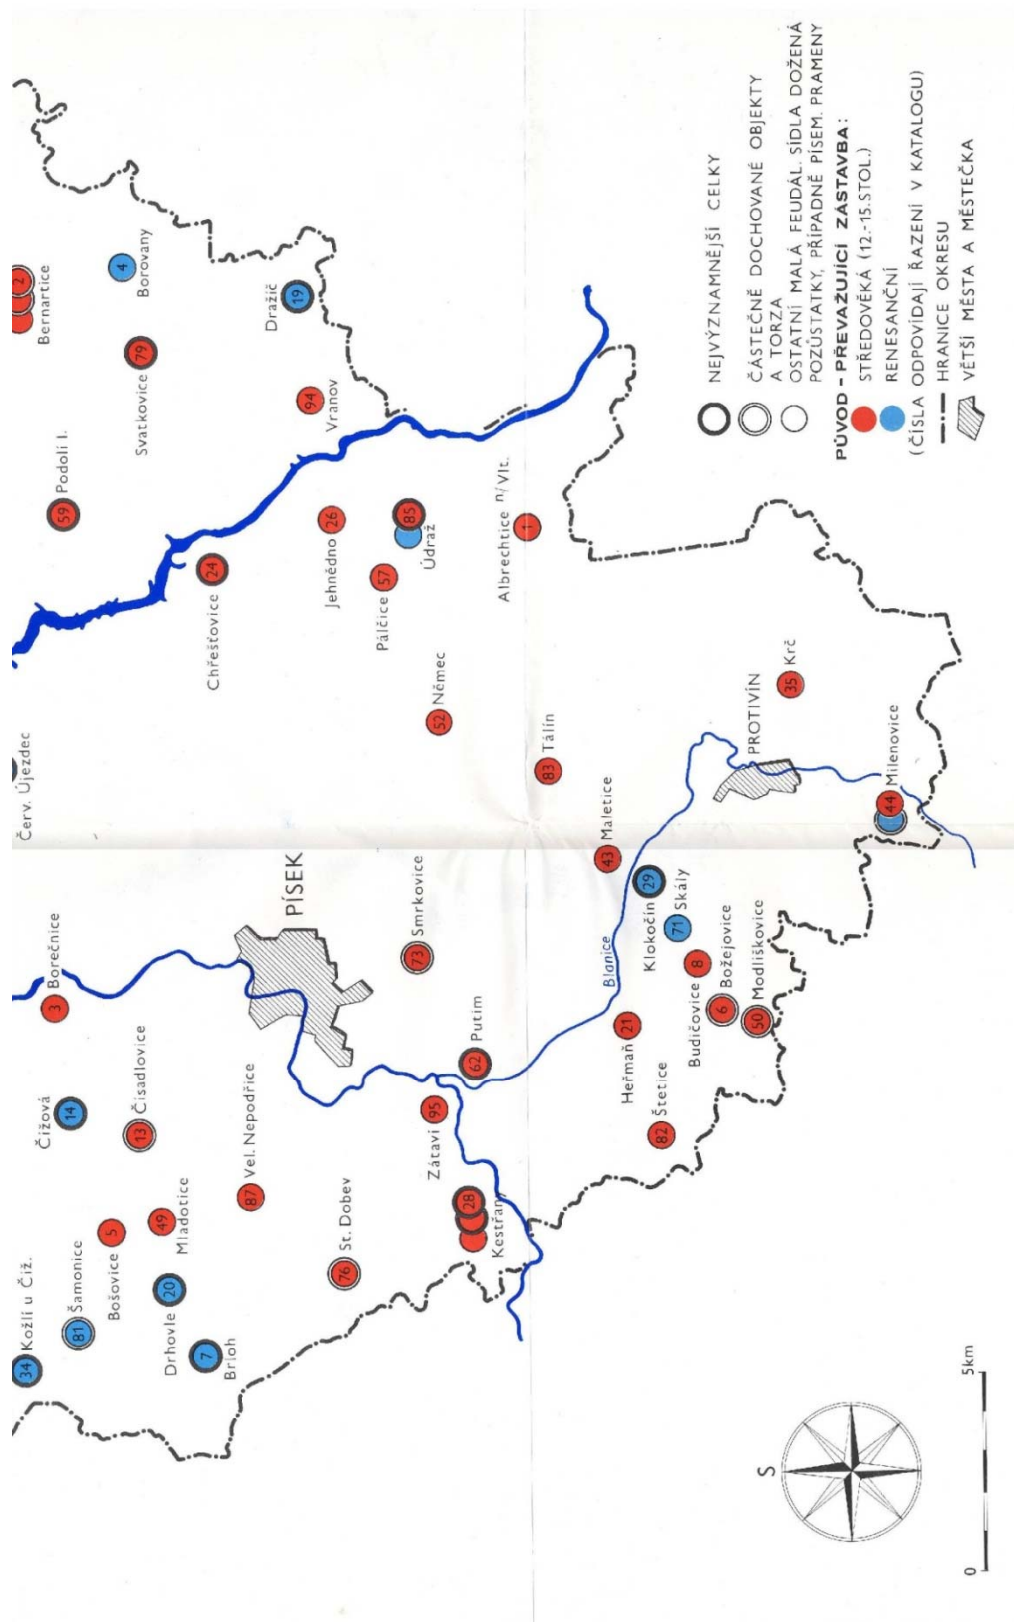 Červ. Újezdec
Bernartice
2
4
Borovany
Svatkovice
79
59
Podolí I.
Dražíč
19
94
Vranov
24
Chřešťovice
26
Jehnědno
85
Údraž
57
Pálčice
52
Němec
1
Albrechtice n/Vlt.
34
Kožlí u Číž.
81
Šamonice
5
Bošovice
49
Mladotice
20
Drhovle
7
Brloh
14
Čížová
13
Čísadlovice
3
Borečnice
87
Vel. Nepodřice
PÍSEK
76
St. Dobev
73
Smrkovice
62
Putim
95
Zátaví
28
Kestřany
83
Tálín
43
Maletice
Blanice
29
Klokočín
71
Skály
8
Budičovice
6
Božejovice
50
Modliškovice
21
Heřmaň
82
Štetice
PROTIVÍN
35
Krč
44
Milenovice
S
0
5km
NEJVÝZNAMNĚJŠÍ CELKY
ČÁSTEČNĚ DOCHOVANÉ OBJEKTY
A TORZA
OSTATNÍ MALÁ FEUDÁL. SÍDLA DOŽENÁ
POZŮSTATKY, PŘÍPADNĚ PÍSEM. PRAMENY
PŮVOD - PŘEVAŽUJÍCÍ ZÁSTAVBA:
STŘEDOVĚKÁ (12.-15.STOL.)
RENESANČNÍ
(ČÍSLA ODPOVÍDAJÍ ŘAZENÍ V KATALOGU)
HRANICE OKRESU
VĚTŠÍ MĚSTA A MĚSTEČKA